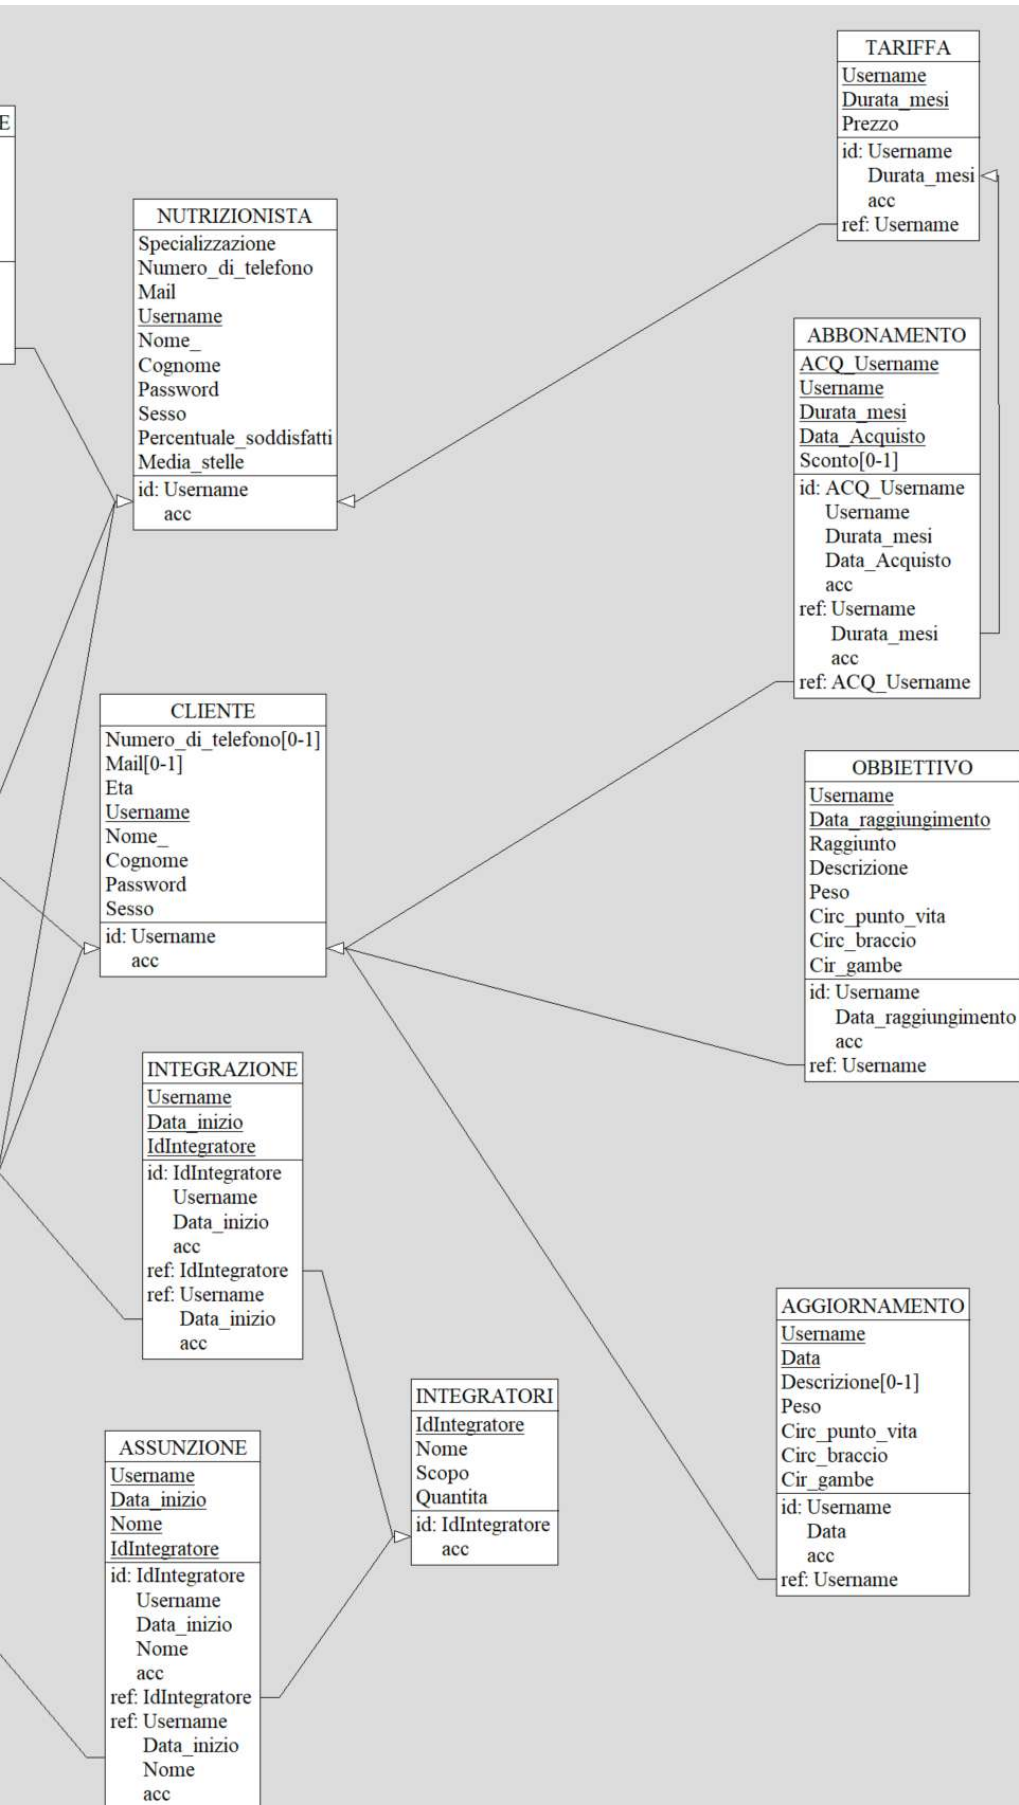 TARIFFA
Username
Durata_mesi
Prezzo
id: Username
Durata_mesi
acc
ref: Username
E
NUTRIZIONISTA
Specializzazione
Numero_di_telefono
Mail
Username
Nome_
Cognome
Password
Sesso
Percentuale_soddisfatti
Media_stelle
id: Username
acc
ABBONAMENTO
ACQ_Username
Username
Durata_mesi
Data_Acquisto
Sconto[0-1]
id: ACQ_Username
Username
Durata_mesi
Data_Acquisto
acc
ref: Username
Durata_mesi
acc
ref: ACQ_Username
CLIENTE
Numero_di_telefono[0-1]
Mail[0-1]
Eta
Username
Nome_
Cognome
Password
Sesso
id: Username
acc
OBBIETTIVO
Username
Data_raggiungimento
Raggiunto
Descrizione
Peso
Circ_punto_vita
Circ_braccio
Cir_gambe
id: Username
Data_raggiungimento
acc
ref: Username
INTEGRAZIONE
Username
Data_inizio
IdIntegratore
id: IdIntegratore
Username
Data_inizio
acc
ref: IdIntegratore
ref: Username
Data_inizio
acc
AGGIORNAMENTO
Username
Data
Descrizione[0-1]
Peso
Circ_punto_vita
Circ_braccio
Cir_gambe
id: Username
Data
acc
ref: Username
INTEGRATORI
IdIntegratore
Nome
Scopo
Quantita
id: IdIntegratore
acc
ASSUNZIONE
Username
Data_inizio
Nome
IdIntegratore
id: IdIntegratore
Username
Data_inizio
Nome
acc
ref: IdIntegratore
ref: Username
Data_inizio
Nome
acc